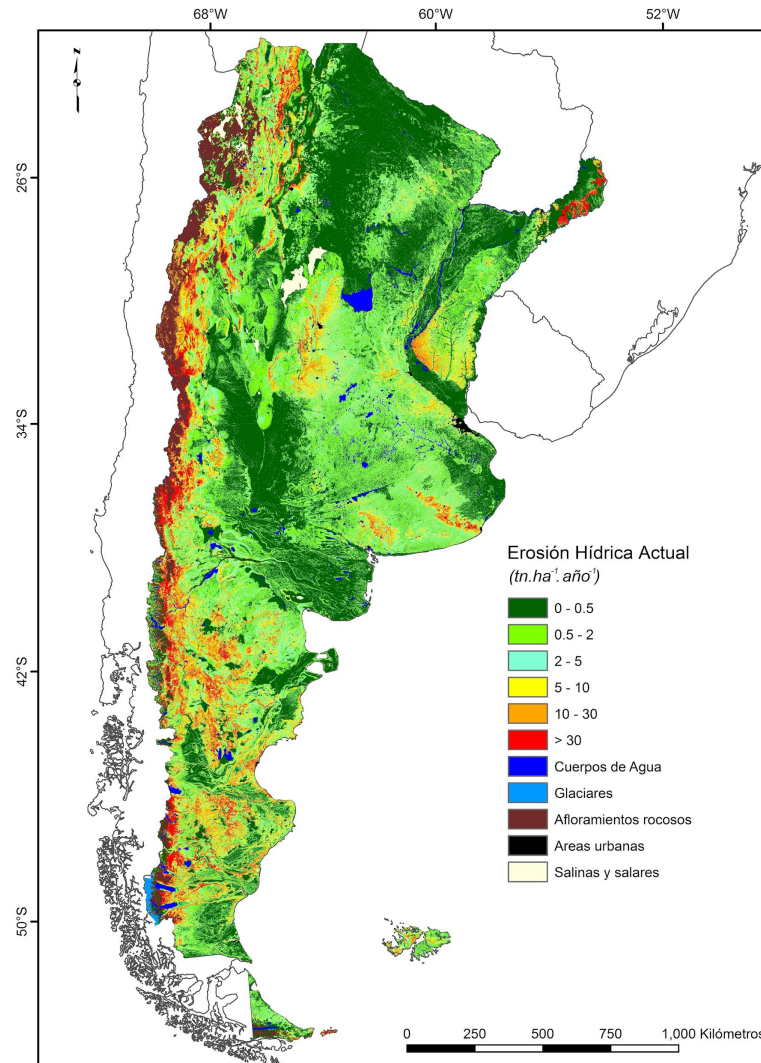 68°W 60°W 52°W
z
26°S
34°S
42°S
50°S
Erosión Hídrica Actual
(tn.ha⁻¹. año⁻¹)
0 - 0.5
0.5 - 2
2 - 5
5 - 10
10 - 30
> 30
Cuerpos de Agua
Glaciares
Afloramientos rocosos
Areas urbanas
Salinas y salares
0 250 500 750 1,000 Kilómetros